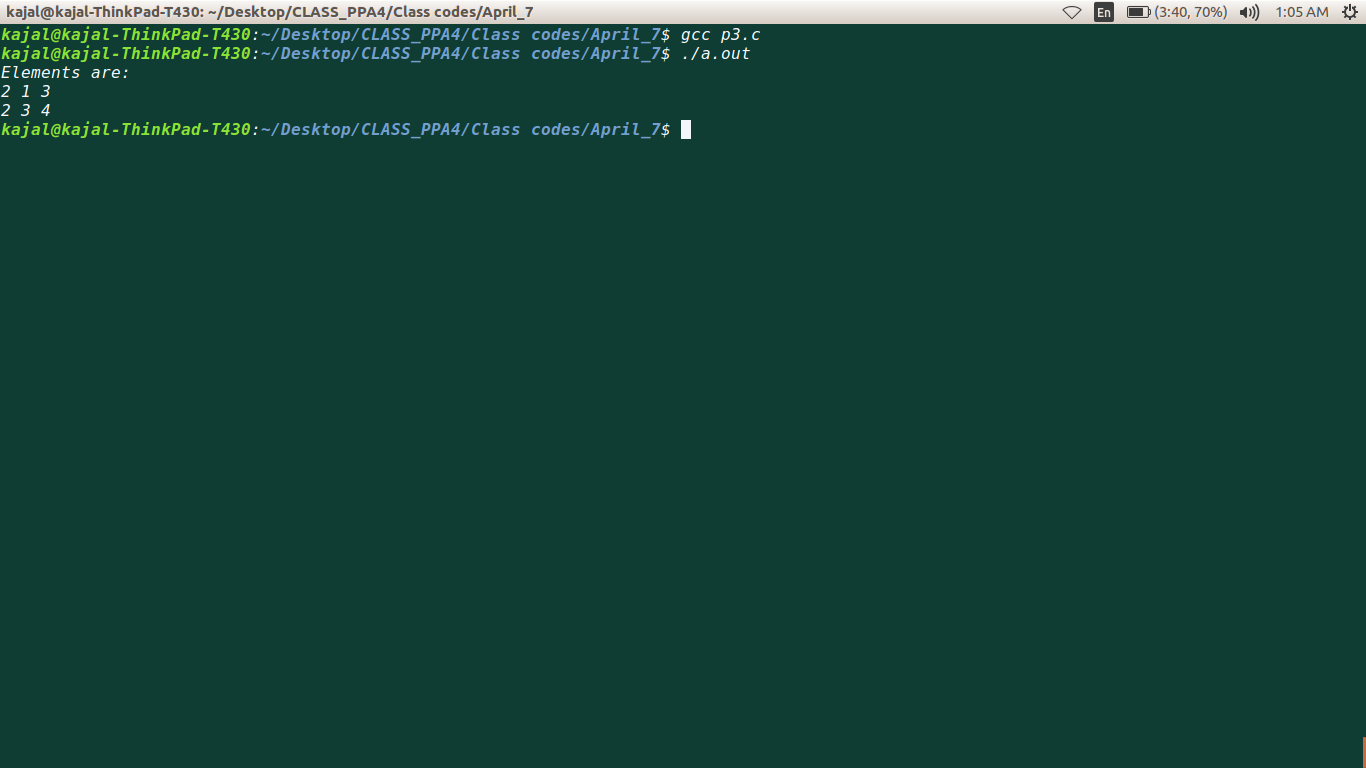 kajal@kajal-ThinkPad-T430: ~/Desktop/CLASS_PPA4/Class codes/April_7 En (3:40, 70%) 1:05 AM
kajal@kajal-ThinkPad-T430:~/Desktop/CLASS_PPA4/Class codes/April_7$ gcc p3.c
kajal@kajal-ThinkPad-T430:~/Desktop/CLASS_PPA4/Class codes/April_7$ ./a.out
Elements are:
2 1 3
2 3 4
kajal@kajal-ThinkPad-T430:~/Desktop/CLASS_PPA4/Class codes/April_7$